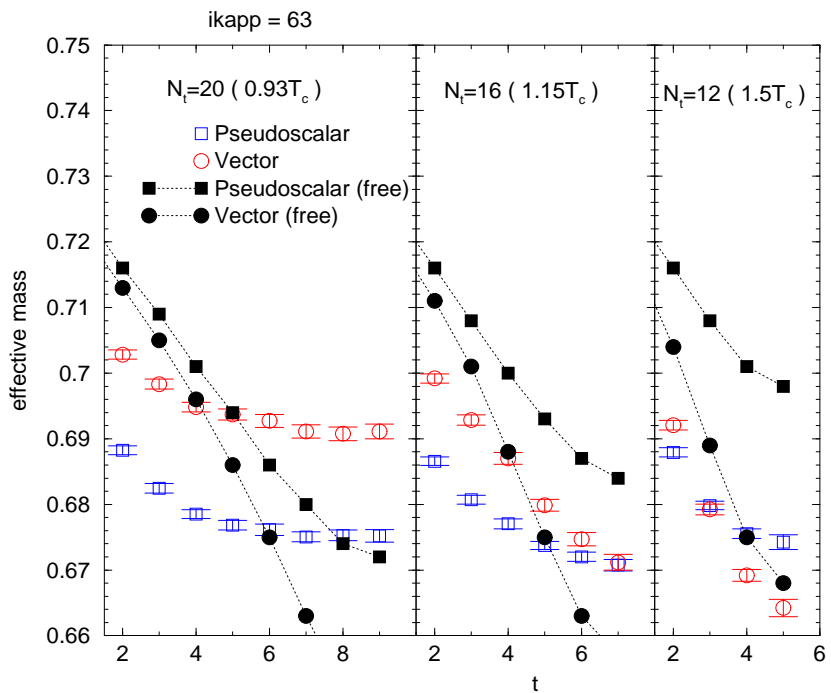 ikapp = 63
N_t=20 ( 0.93T_c )
N_t=16 ( 1.15T_c )
N_t=12 ( 1.5T_c )
Pseudoscalar
Vector
Pseudoscalar (free)
Vector (free)
effective mass
0.75
0.74
0.73
0.72
0.71
0.7
0.69
0.68
0.67
0.66
2 4 6 8
2 4 6
2 4 6
t